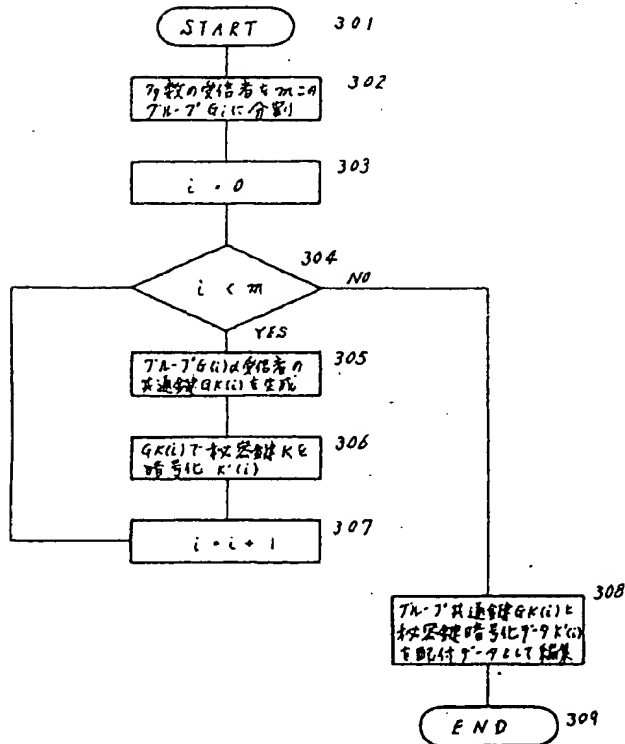 START 301
302
数の受信者をmこの
グループGiに分割
303
i = 0
304
i < m
NO
YES
305
グループG(i)の受信者の
共通鍵GK(i)を生成
306
GK(i)で秘密鍵Kを
暗号化 K'(i)
307
i = i + 1
308
グループ共通鍵GK(i)と
秘密鍵暗号化データK'(i)
を配付データとして編集
END 309